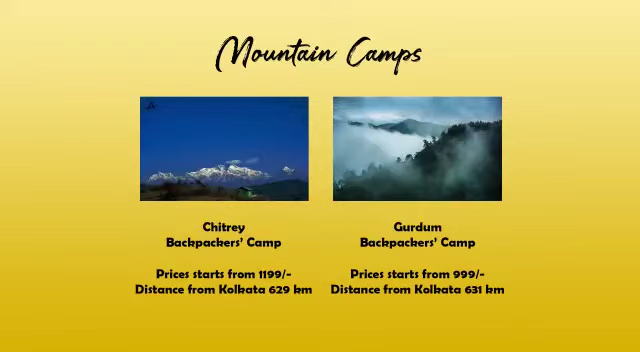 Mountain Camps
Chitrey
Backpackers' Camp
Prices starts from 1199/-
Distance from Kolkata 629 km
Gurdum
Backpackers' Camp
Prices starts from 999/-
Distance from Kolkata 631 km